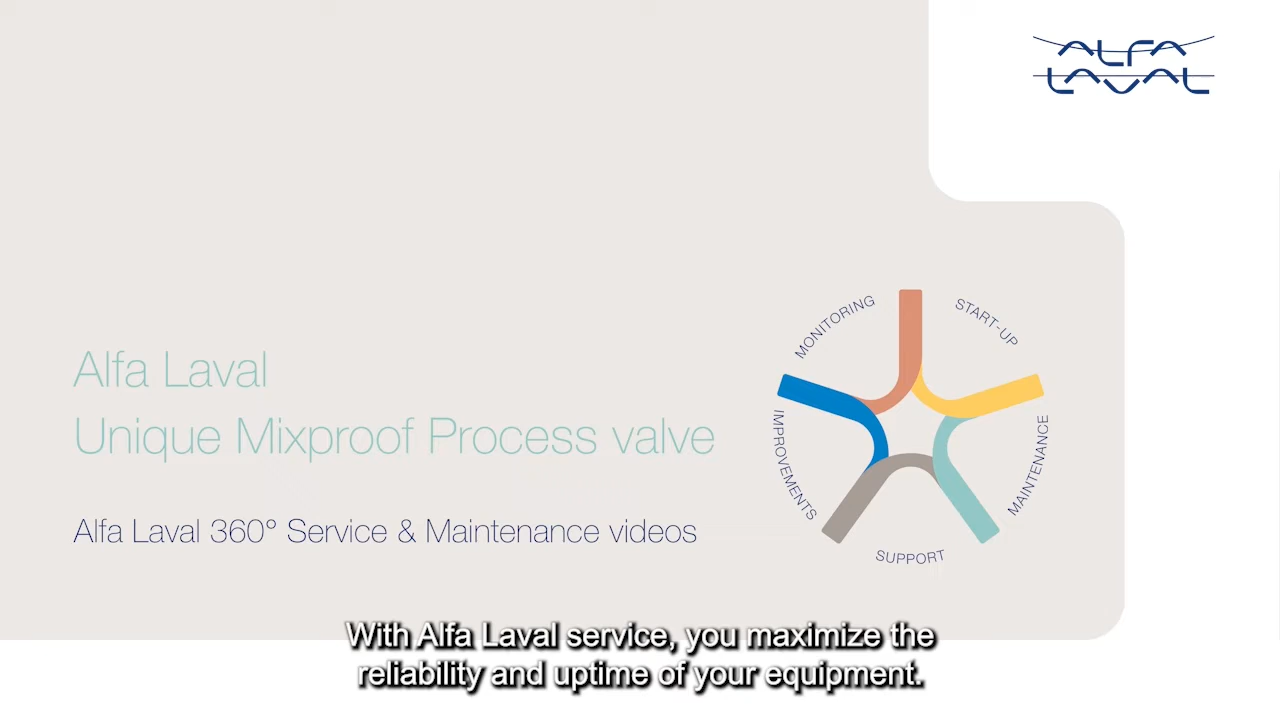 ALFA
LAVAL
Alfa Laval
Unique Mixproof Process valve
Alfa Laval 360° Service & Maintenance videos
MONITORING
START-UP
IMPROVEMENTS
MAINTENANCE
SUPPORT
With Alfa Laval service, you maximize the
reliability and uptime of your equipment.